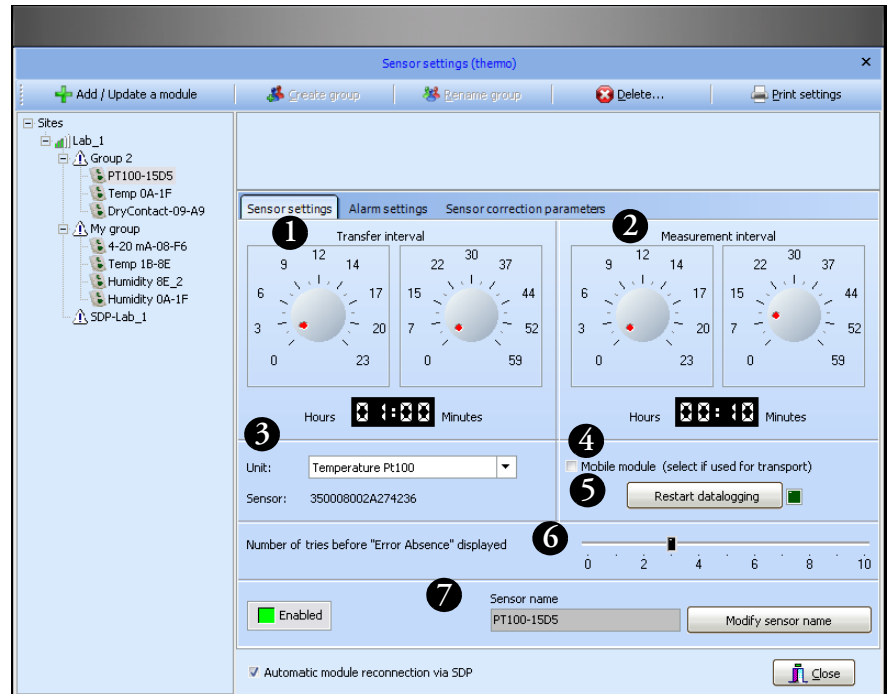 Sensor settings (thermo)
Add / Update a module
Create group
Rename group
Delete...
Print settings
Sites
Lab_1
Group 2
PT100-15D5
Temp 0A-1F
DryContact-09-A9
My group
4-20 mA-08-F6
Temp 1B-8E
Humidity 8E_2
Humidity 0A-1F
SDP-Lab_1
Sensor settings Alarm settings Sensor correction parameters
1
Transfer interval
0 3 6 9 12 14 17 20 23
0 7 15 22 30 37 44 52 59
Hours 01:00 Minutes
2
Measurement interval
0 3 6 9 12 14 17 20 23
0 7 15 22 30 37 44 52 59
Hours 00:10 Minutes
3
Unit: Temperature Pt100
Sensor: 350008002A274236
4
Mobile module (select if used for transport)
5
Restart datalogging
Number of tries before "Error Absence" displayed
6
0 2 4 6 8 10
7
Enabled
Sensor name
PT100-15D5
Modify sensor name
Automatic module reconnection via SDP
Close